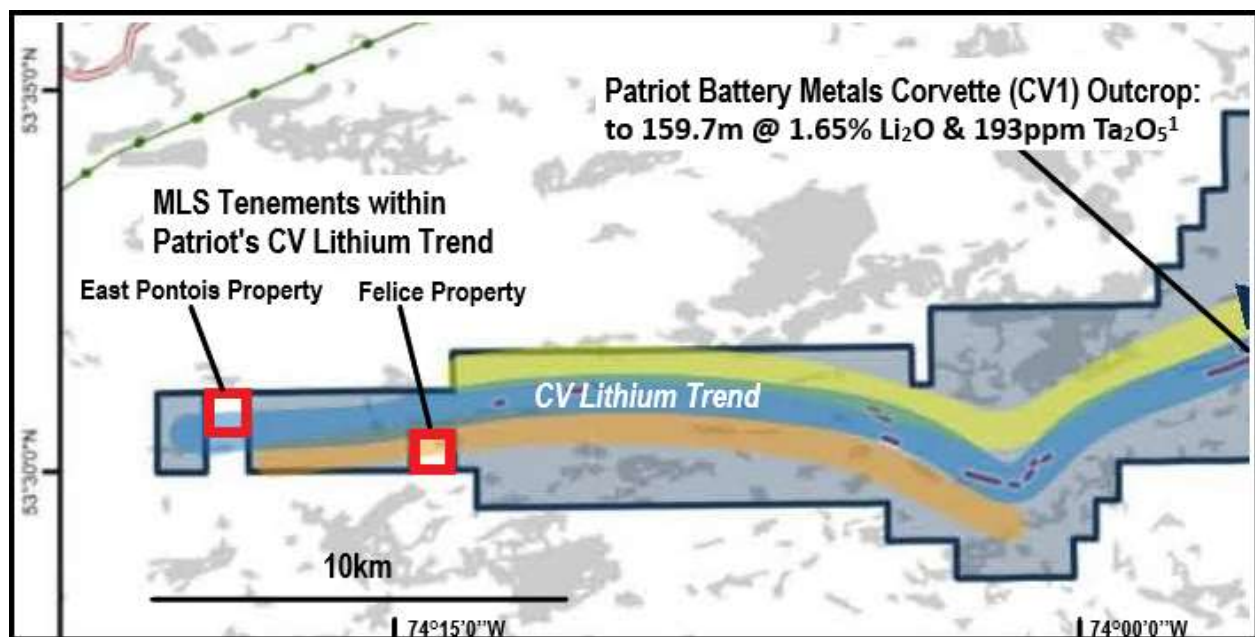 53°35'0"N
Patriot Battery Metals Corvette (CV1) Outcrop:
to 159.7m @ 1.65% Li₂O & 193ppm Ta₂O₅¹
MLS Tenements within
Patriot's CV Lithium Trend
East Pontois Property
Felice Property
CV Lithium Trend
53°30'0"N
10km
74°15'0"W
74°00'0"W